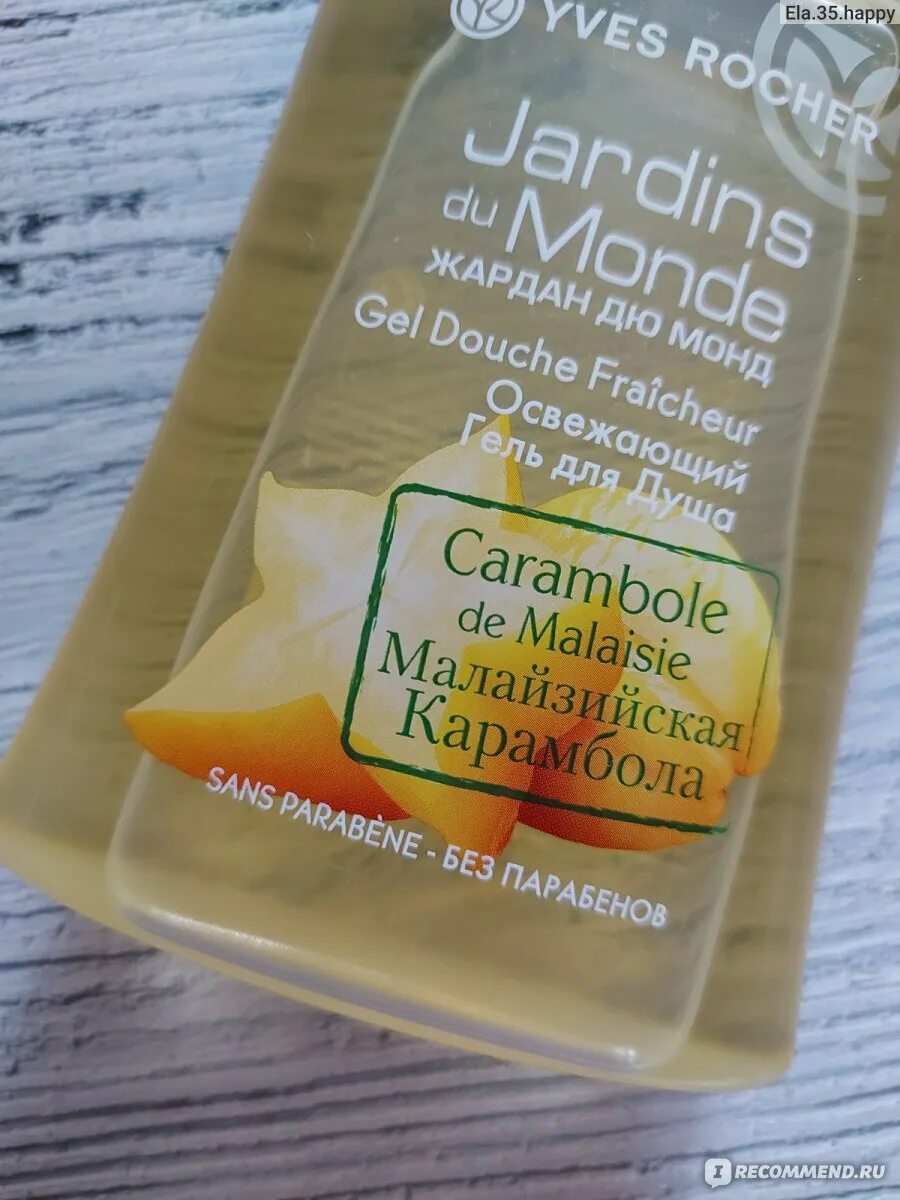 Ela.35.happy
YVES ROCHER
Jardins
du Monde
ЖАРДАН ДЮ МОНД
Gel Douche Fraîcheur
Освежающий
Гель для Душа
Carambole
de Malaisie
Малайзийская
Карамбола
SANS PARABÈNE - БЕЗ ПАРАБЕНОВ
I RECOMMEND.RU